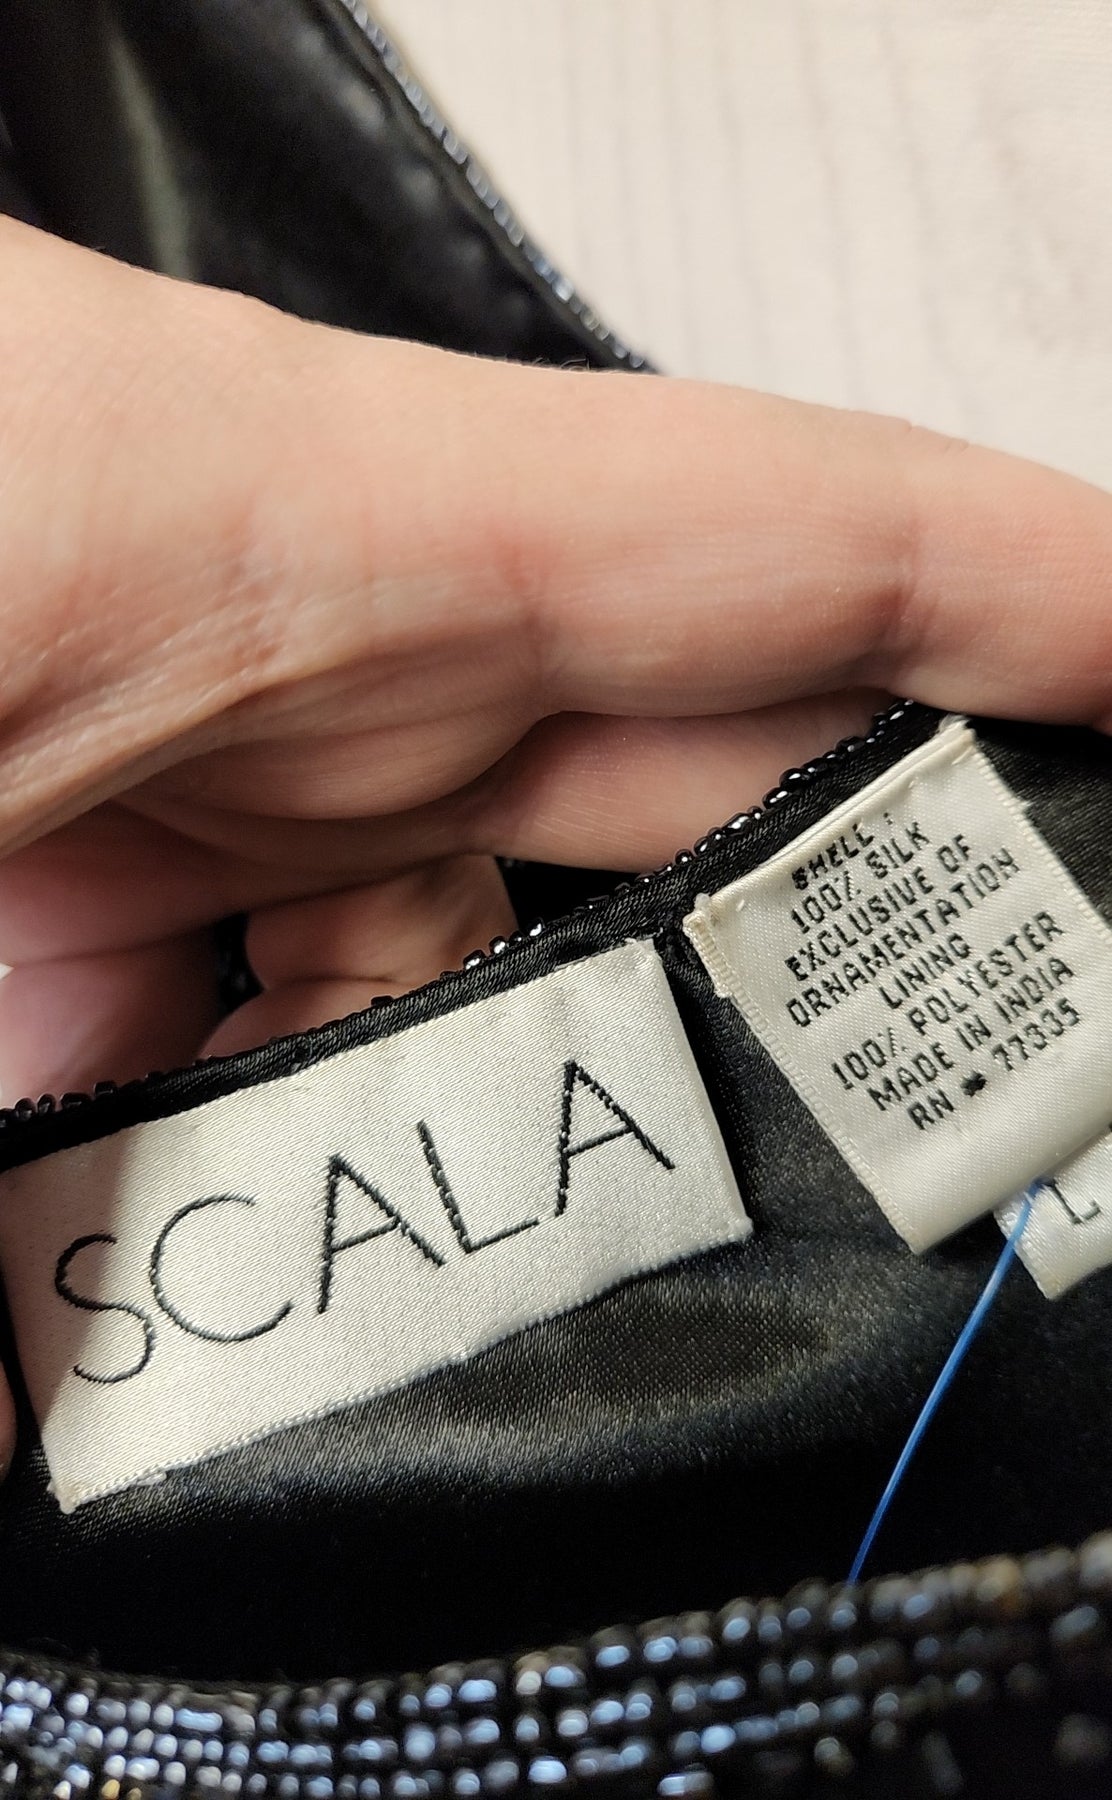 SCALA
SHELL :
100% SILK
EXCLUSIVE OF
ORNAMENTATION
LINING
100% POLYESTER
MADE IN INDIA
RN * 77335
L